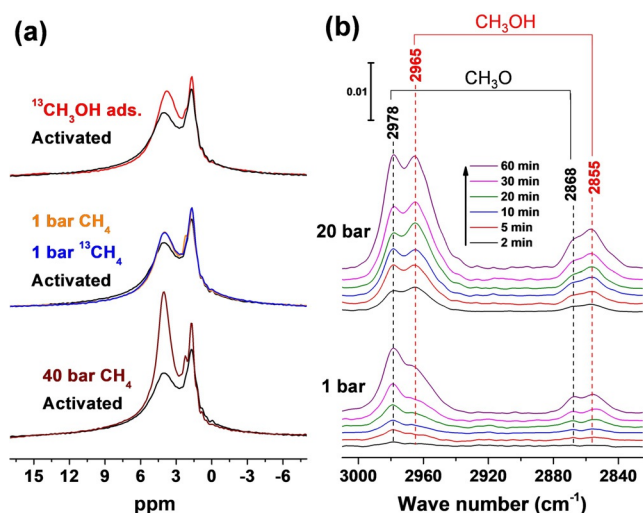 (a)
¹³CH₃OH ads.
Activated
1 bar CH₄
1 bar ¹³CH₄
Activated
40 bar CH₄
Activated
17 15 12 9 6 3 0 -3 -6
ppm
(b)
CH₃OH
CH₃O
0.01
2978
2965
2868
2855
60 min
30 min
20 min
10 min
5 min
2 min
20 bar
1 bar
3000 2960 2920 2880 2840
Wave number (cm⁻¹)